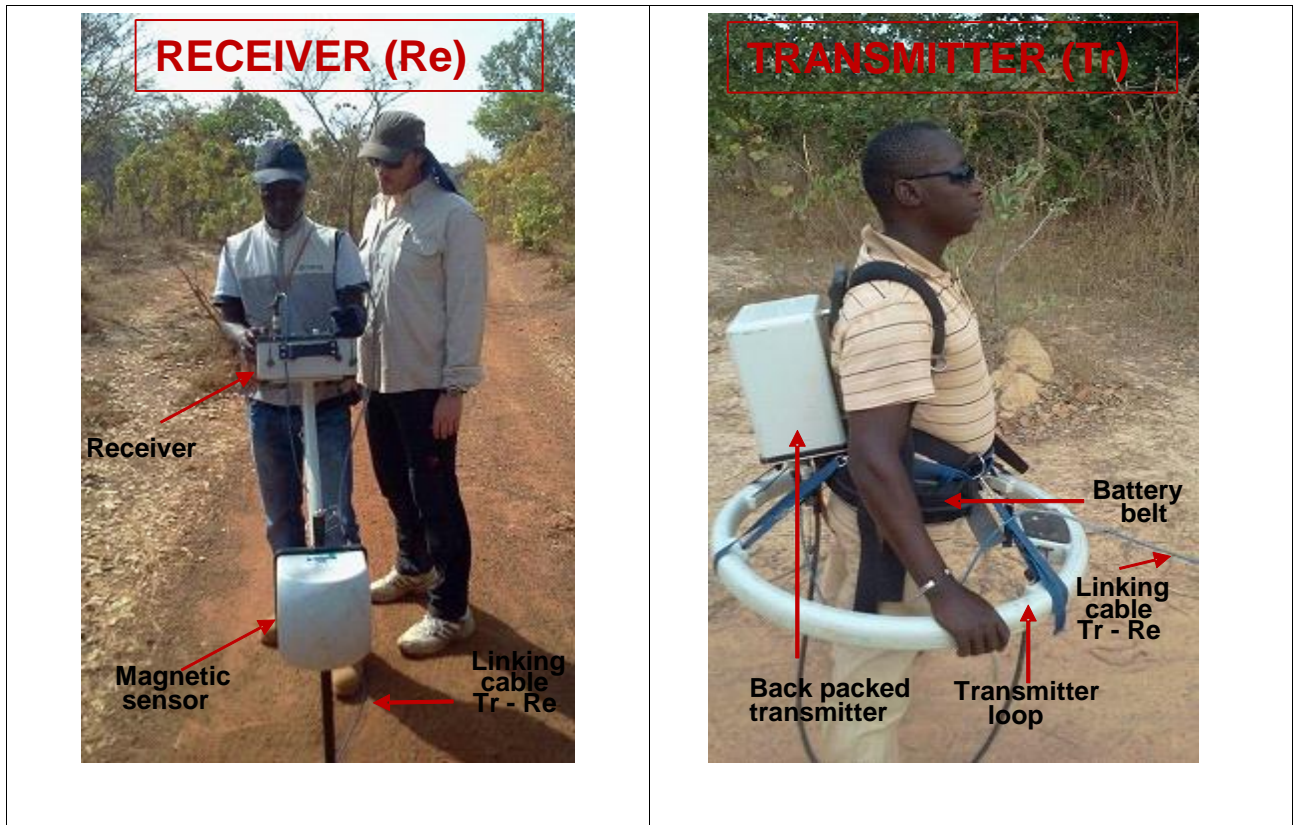 RECEIVER (Re)
Receiver
Magnetic
sensor
Linking
cable
Tr - Re
TRANSMITTER (Tr)
Battery
belt
Linking
cable
Tr - Re
Back packed
transmitter
Transmitter
loop